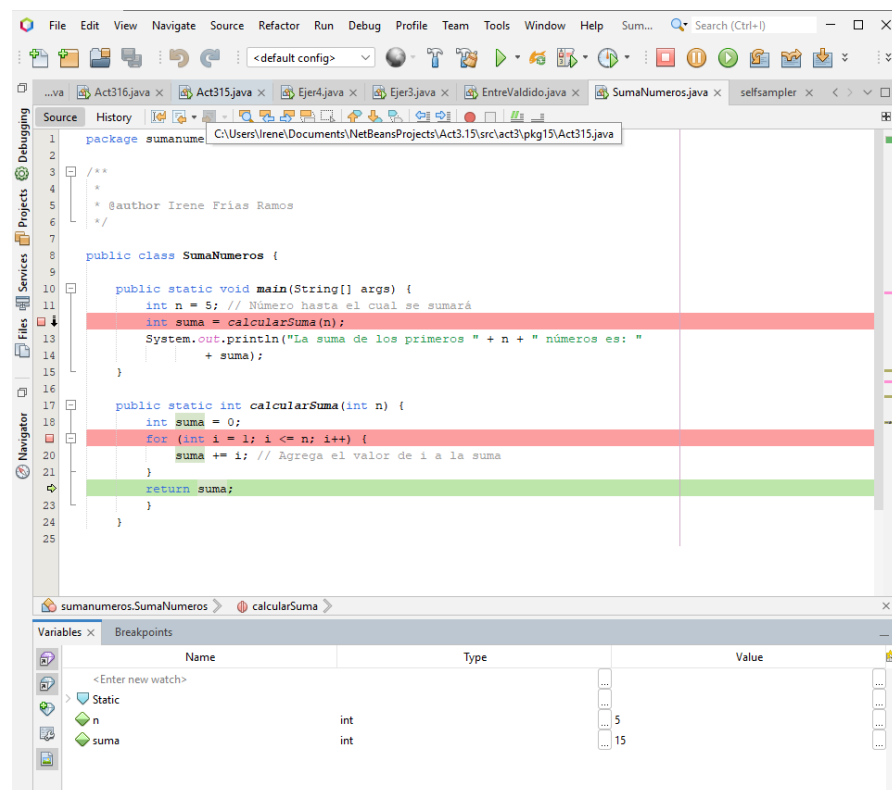 File Edit View Navigate Source Refactor Run Debug Profile Team Tools Window Help Sum... Search (Ctrl+I)
<default config>
...va Act316.java Act315.java Ejer4.java Ejer3.java EntreValdido.java SumaNumeros.java selfsampler
Source History
C:\Users\Irene\Documents\NetBeansProjects\Act3.15\src\act3\pkg15\Act315.java
Debugging
Projects
Services
Files
Navigator
1 package sumanume
2
3 /**
4 *
5 * @author Irene Frias Ramos
6 */
7
8 public class SumaNumeros {
9
10 public static void main(String[] args) {
11 int n = 5; // Número hasta el cual se sumará
int suma = calcularSuma(n);
13 System.out.println("La suma de los primeros " + n + " números es: "
14 + suma);
15 }
16
17 public static int calcularSuma(int n) {
18 int suma = 0;
for (int i = 1; i <= n; i++) {
20 suma += i; // Agrega el valor de i a la suma
21 }
return suma;
23 }
24 }
25
sumanumeros.SumaNumeros calcularSuma
Variables Breakpoints
Name Type Value
<Enter new watch>
Static
n int 5
suma int 15